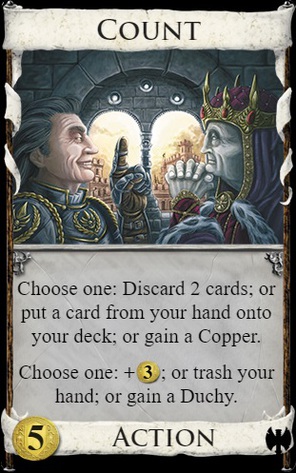 COUNT
Choose one: Discard 2 cards; or
put a card from your hand onto
your deck; or gain a Copper.
Choose one: +3; or trash your
hand; or gain a Duchy.
5 ACTION